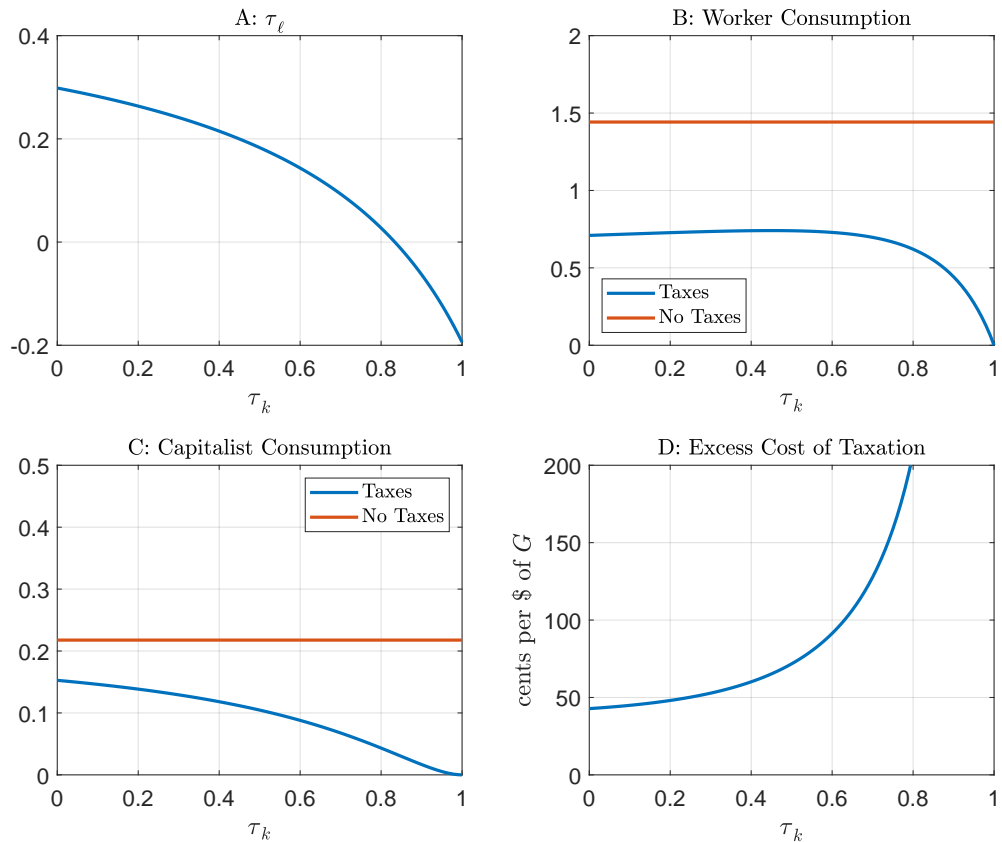 A: τ_ℓ
0.4
0.2
0
-0.2
0 0.2 0.4 0.6 0.8 1
τ_k
B: Worker Consumption
2
1.5
1
0.5
0
Taxes
No Taxes
0 0.2 0.4 0.6 0.8 1
τ_k
C: Capitalist Consumption
0.5
0.4
0.3
0.2
0.1
0
Taxes
No Taxes
0 0.2 0.4 0.6 0.8 1
τ_k
D: Excess Cost of Taxation
cents per $ of G
200
150
100
50
0
0 0.2 0.4 0.6 0.8 1
τ_k